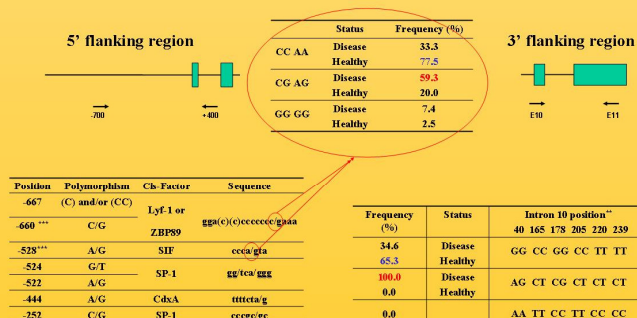 5' flanking region
-700
+400
Status Frequency (%)
CC AA Disease 33.3
Healthy 77.5
CG AG Disease 59.3
Healthy 20.0
GG GG Disease 7.4
Healthy 2.5
3' flanking region
E10
E11
Position Polymorphism Cis-Factor Sequence
-667 (C) and/or (CC) Lyf-1 or ZBP89 gga(c)(c)ccccccc/gaaa
-660 *** C/G
-528*** A/G SIF ccca/gta
-524 G/T SP-1 gg/tca/ggg
-522 A/G
-444 A/G CdxA ttttcta/g
-252 C/G SP-1 cccgc/gc
Frequency (%) Status Intron 10 position**
40 165 178 205 220 239
34.6 Disease GG CC GG CC TT TT
65.3 Healthy
100.0 Disease AG CT CG CT CT CT
0.0 Healthy
0.0 AA TT CC TT CC CC